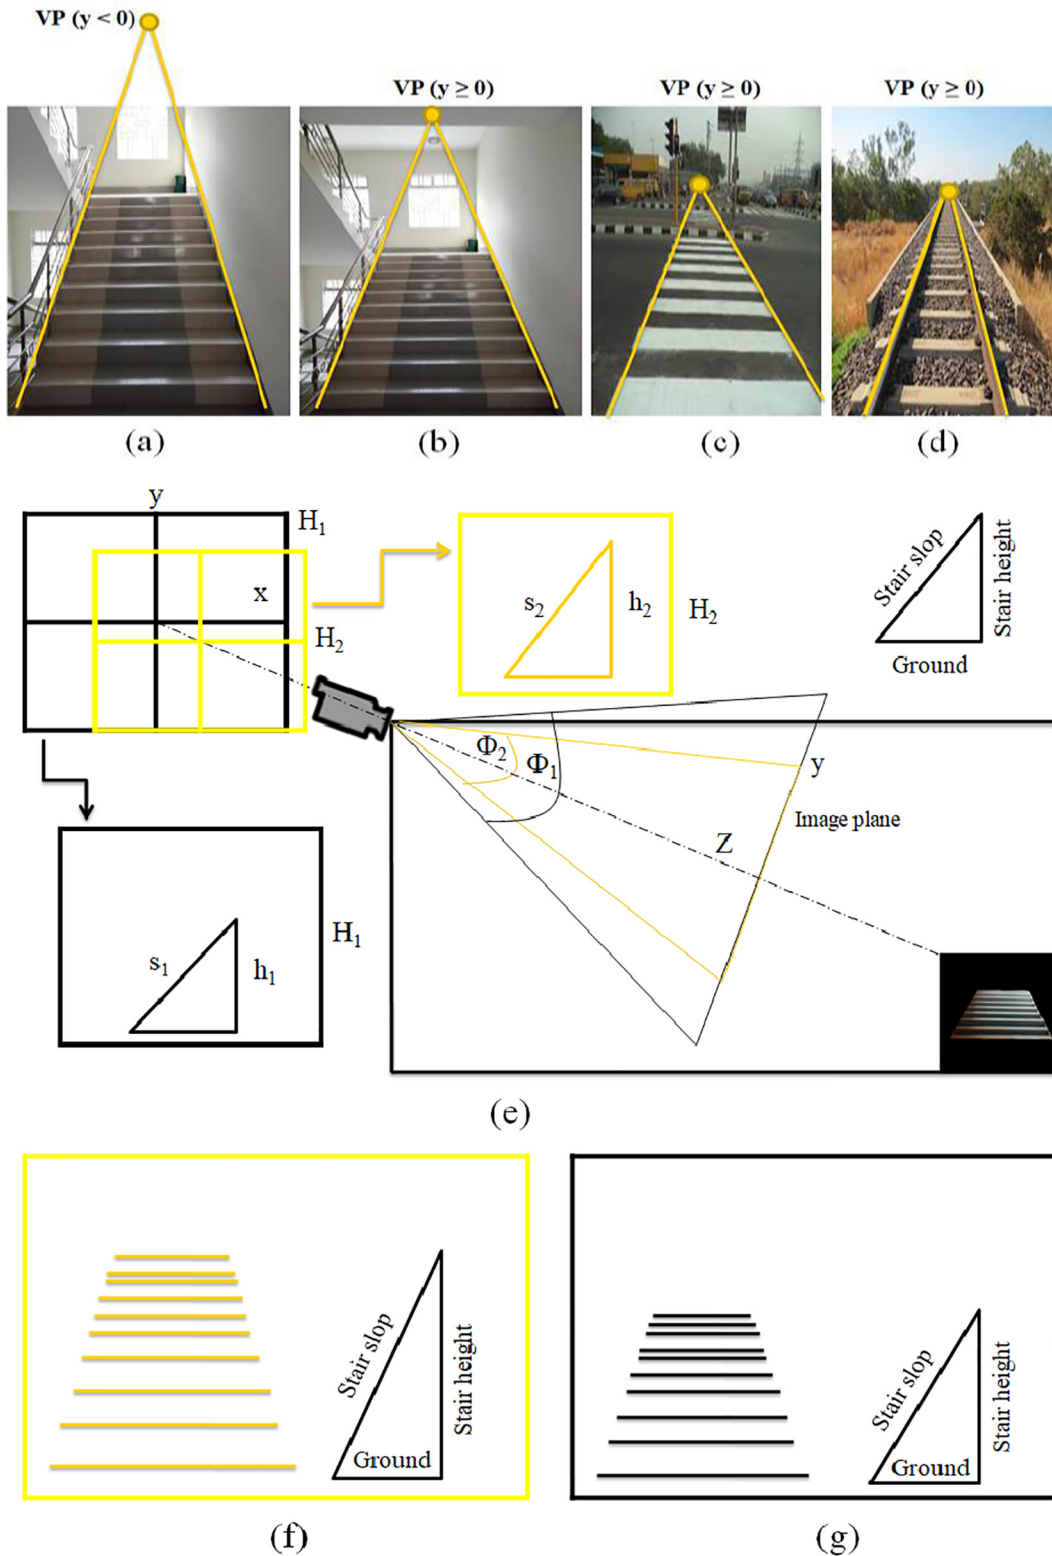 VP (y < 0)
VP (y ≥ 0)
VP (y ≥ 0)
VP (y ≥ 0)
(a)
(b)
(c)
(d)
y
H₁
x
H₂
s₂
h₂
H₂
Stair slop
Stair height
Ground
Φ₂
Φ₁
y
Image plane
Z
s₁
h₁
H₁
(e)
Stair slop
Stair height
Ground
Stair slop
Stair height
Ground
(f)
(g)